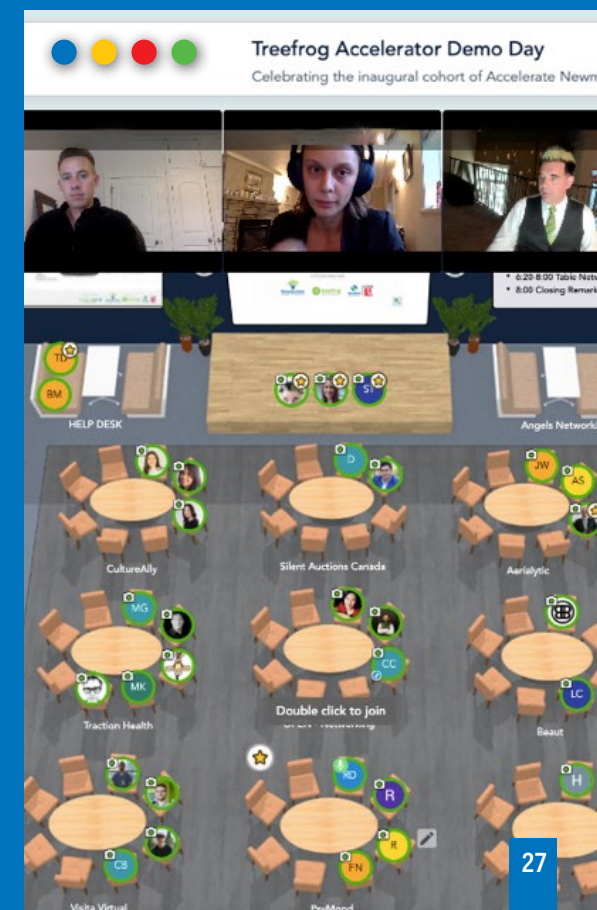 Treefrog Accelerator Demo Day
Celebrating the inaugural cohort of Accelerate Newm
• 6:20-8:00 Table Netw
• 8:00 Closing Remark
TD
BM
ST
HELP DESK
Angels Networki
D
JW
AS
CultureAlly
Silent Auctions Canada
Aerialytic
MG
CC
MK
LC
Double click to join
Traction Health
Beaut
RD
R
H
R
CB
FN
27
Visita Virtual